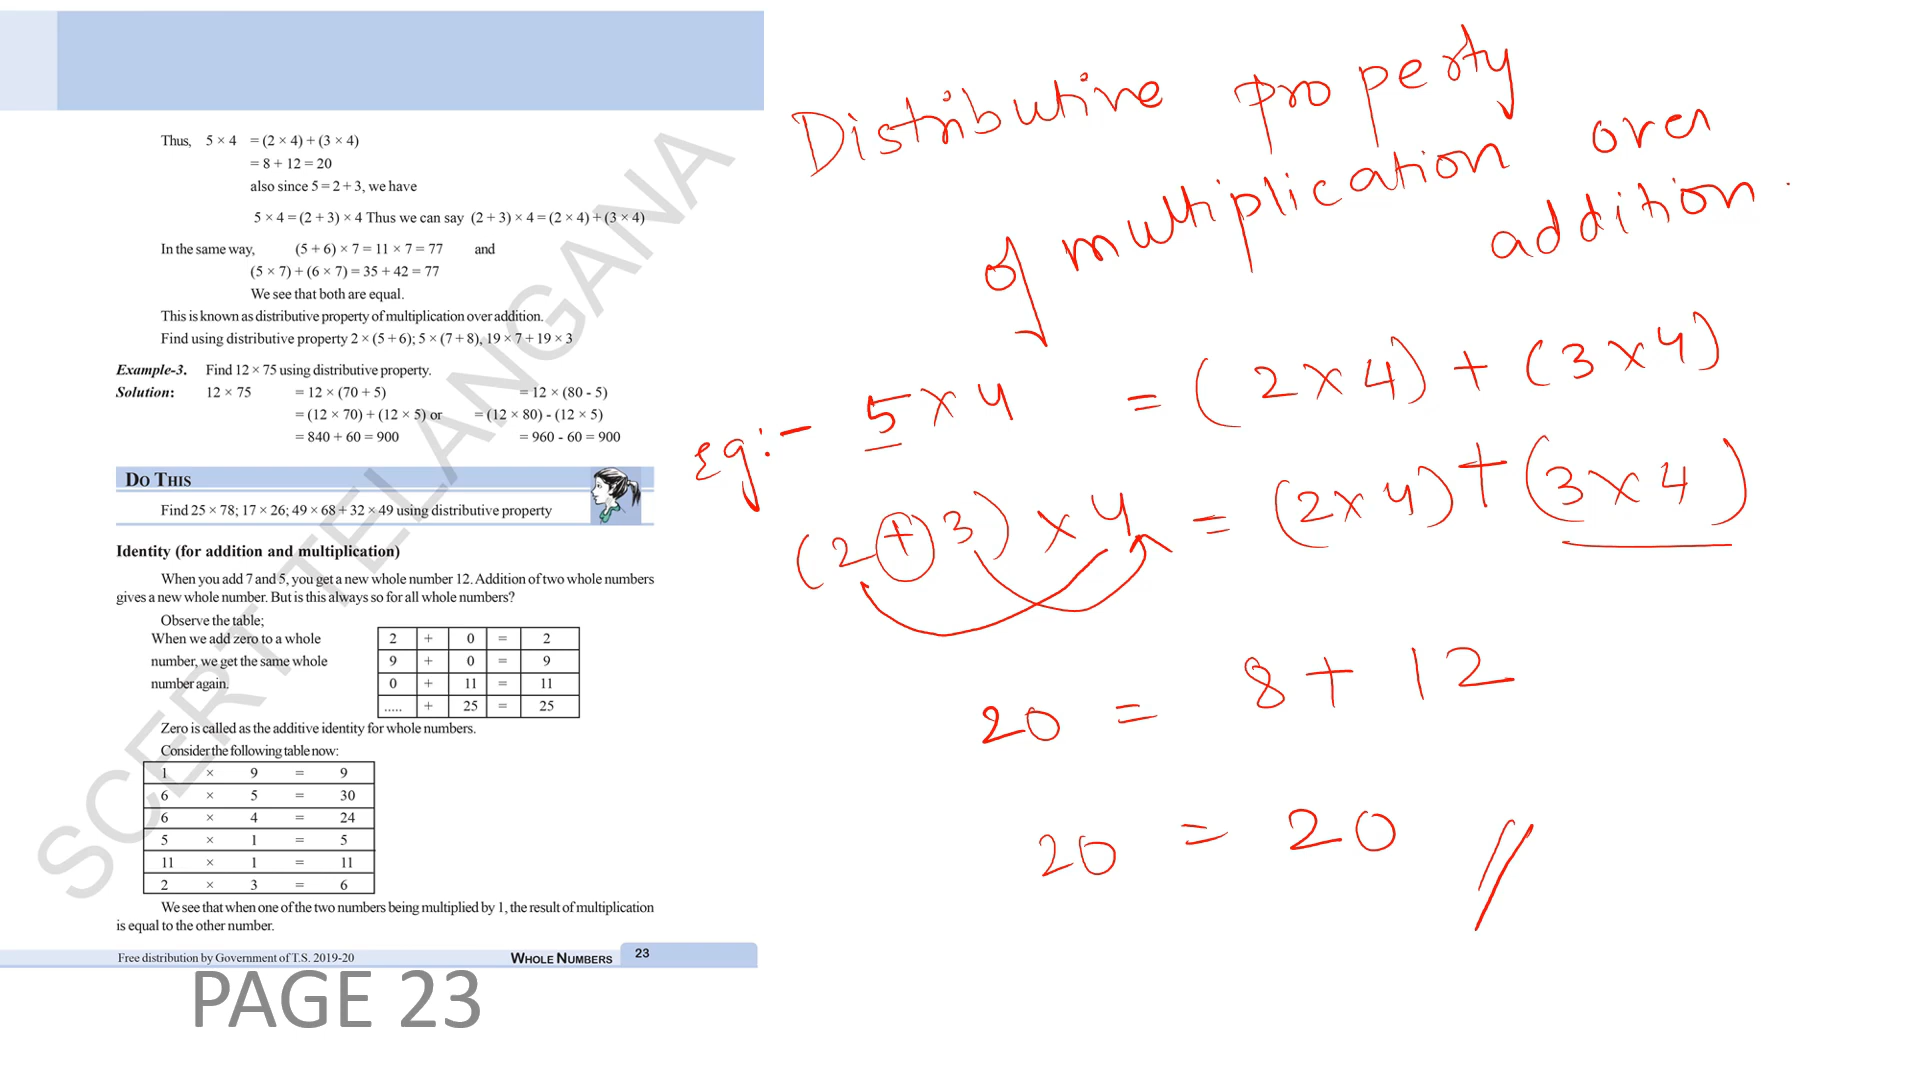 Thus, 5 × 4 = (2 × 4) + (3 × 4)
= 8 + 12 = 20
also since 5 = 2 + 3, we have
5 × 4 = (2 + 3) × 4 Thus we can say (2 + 3) × 4 = (2 × 4) + (3 × 4)
In the same way, (5 + 6) × 7 = 11 × 7 = 77 and
(5 × 7) + (6 × 7) = 35 + 42 = 77
We see that both are equal.
This is known as distributive property of multiplication over addition.
Find using distributive property 2 × (5 + 6); 5 × (7 + 8), 19 × 7 + 19 × 3
Example-3. Find 12 × 75 using distributive property.
Solution: 12 × 75 = 12 × (70 + 5) = 12 × (80 - 5)
= (12 × 70) + (12 × 5) or = (12 × 80) - (12 × 5)
= 840 + 60 = 900 = 960 - 60 = 900
DO THIS
Find 25 × 78; 17 × 26; 49 × 68 + 32 × 49 using distributive property
Identity (for addition and multiplication)
When you add 7 and 5, you get a new whole number 12. Addition of two whole numbers
gives a new whole number. But is this always so for all whole numbers?
Observe the table;
When we add zero to a whole
number, we get the same whole
number again.
2 + 0 = 2
9 + 0 = 9
0 + 11 = 11
..... + 25 = 25
Zero is called as the additive identity for whole numbers.
Consider the following table now:
1 × 9 = 9
6 × 5 = 30
6 × 4 = 24
5 × 1 = 5
11 × 1 = 11
2 × 3 = 6
We see that when one of the two numbers being multiplied by 1, the result of multiplication
is equal to the other number.
Free distribution by Government of T.S. 2019-20 WHOLE NUMBERS 23
SCERT TELANGANA
PAGE 23
Distributive property
of multiplication over
addition.
eg:- 5 × 4 = (2 × 4) + (3 × 4)
(2 + 3) × 4 = (2 × 4) + (3 × 4)
20 = 8 + 12
20 = 20 //